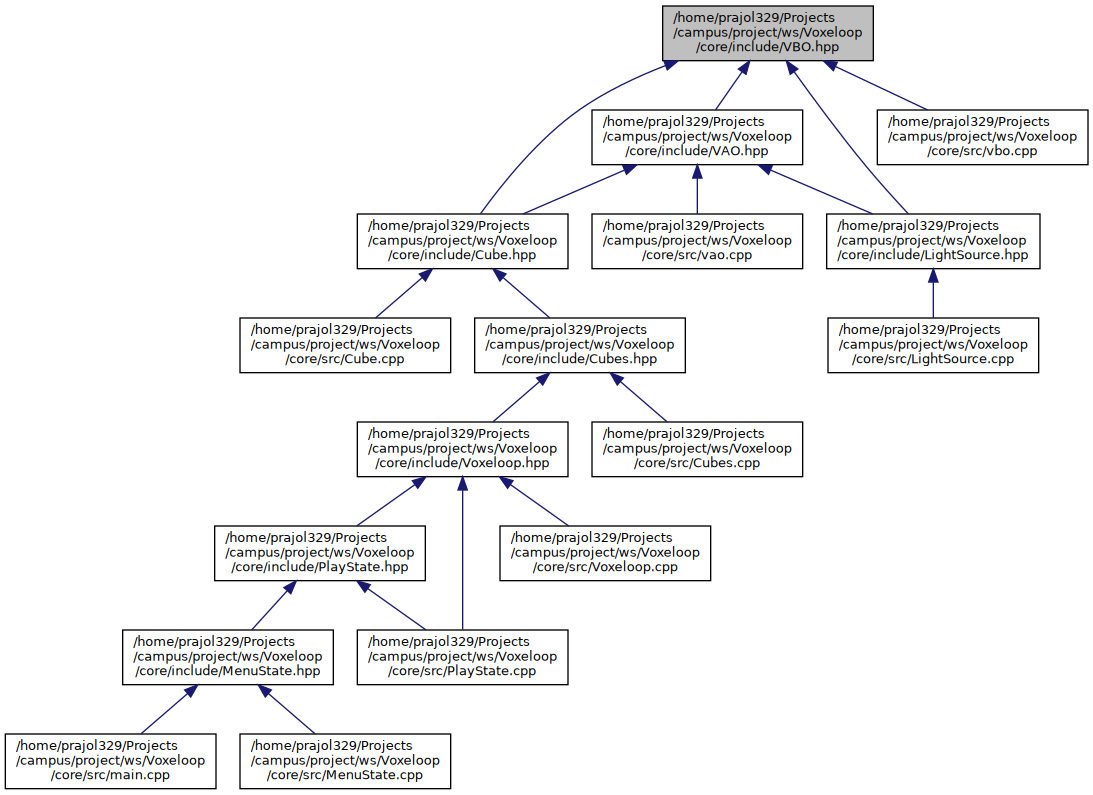 /home/prajol329/Projects
/campus/project/ws/Voxeloop
/core/include/VBO.hpp
/home/prajol329/Projects
/campus/project/ws/Voxeloop
/core/include/VAO.hpp
/home/prajol329/Projects
/campus/project/ws/Voxeloop
/core/src/vbo.cpp
/home/prajol329/Projects
/campus/project/ws/Voxeloop
/core/include/Cube.hpp
/home/prajol329/Projects
/campus/project/ws/Voxeloop
/core/src/vao.cpp
/home/prajol329/Projects
/campus/project/ws/Voxeloop
/core/include/LightSource.hpp
/home/prajol329/Projects
/campus/project/ws/Voxeloop
/core/src/Cube.cpp
/home/prajol329/Projects
/campus/project/ws/Voxeloop
/core/include/Cubes.hpp
/home/prajol329/Projects
/campus/project/ws/Voxeloop
/core/src/LightSource.cpp
/home/prajol329/Projects
/campus/project/ws/Voxeloop
/core/include/Voxeloop.hpp
/home/prajol329/Projects
/campus/project/ws/Voxeloop
/core/src/Cubes.cpp
/home/prajol329/Projects
/campus/project/ws/Voxeloop
/core/include/PlayState.hpp
/home/prajol329/Projects
/campus/project/ws/Voxeloop
/core/src/Voxeloop.cpp
/home/prajol329/Projects
/campus/project/ws/Voxeloop
/core/include/MenuState.hpp
/home/prajol329/Projects
/campus/project/ws/Voxeloop
/core/src/PlayState.cpp
/home/prajol329/Projects
/campus/project/ws/Voxeloop
/core/src/main.cpp
/home/prajol329/Projects
/campus/project/ws/Voxeloop
/core/src/MenuState.cpp